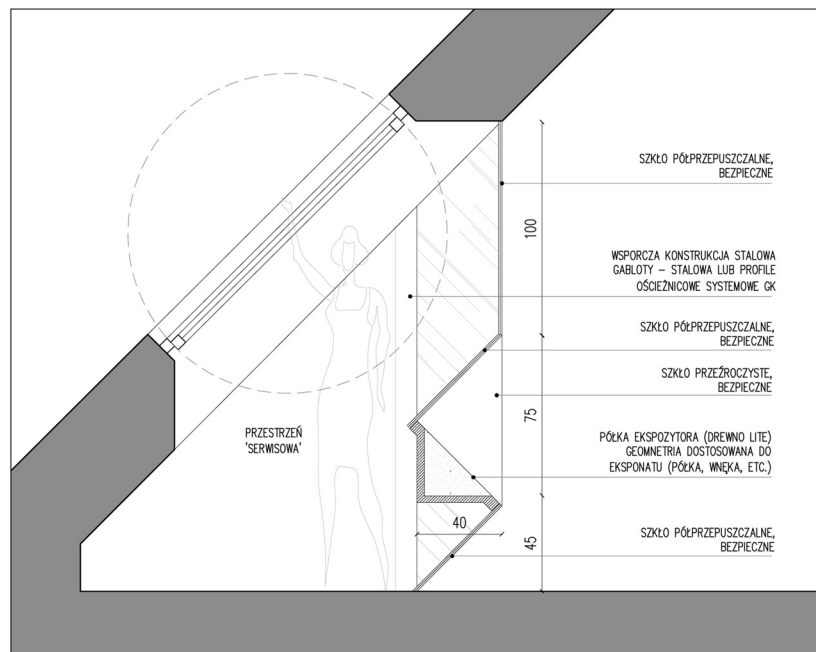 SZKŁO PÓŁPRZEPUSZCZALNE,
BEZPIECZNE
100
WSPORCZA KONSTRUKCJA STALOWA
GABLOTY – STALOWA LUB PROFILE
OŚCIEŻNICOWE SYSTEMOWE GK
SZKŁO PÓŁPRZEPUSZCZALNE,
BEZPIECZNE
SZKŁO PRZEŹROCZYSTE,
BEZPIECZNE
75
PRZESTRZEŃ
'SERWISOWA'
PÓŁKA EKSPOZYTORA (DREWNO LITE)
GEOMNETRIA DOSTOSOWANA DO
EKSPONATU (PÓŁKA, WNĘKA, ETC.)
40
45
SZKŁO PÓŁPRZEPUSZCZALNE,
BEZPIECZNE